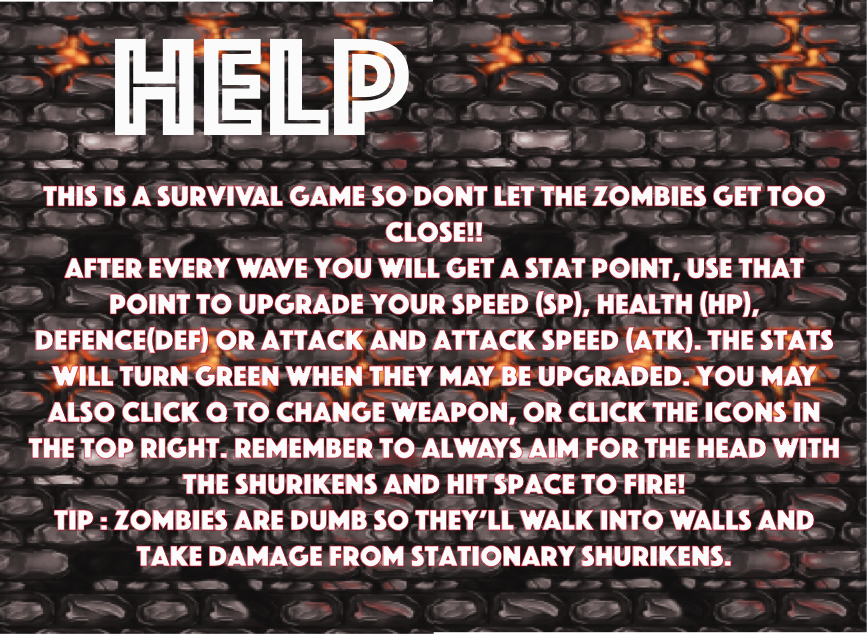 HELP
THIS IS A SURVIVAL GAME SO DONT LET THE ZOMBIES GET TOO
CLOSE!!
AFTER EVERY WAVE YOU WILL GET A STAT POINT, USE THAT
POINT TO UPGRADE YOUR SPEED (SP), HEALTH (HP),
DEFENCE(DEF) OR ATTACK AND ATTACK SPEED (ATK). THE STATS
WILL TURN GREEN WHEN THEY MAY BE UPGRADED. YOU MAY
ALSO CLICK Q TO CHANGE WEAPON, OR CLICK THE ICONS IN
THE TOP RIGHT. REMEMBER TO ALWAYS AIM FOR THE HEAD WITH
THE SHURIKENS AND HIT SPACE TO FIRE!
TIP : ZOMBIES ARE DUMB SO THEY'LL WALK INTO WALLS AND
TAKE DAMAGE FROM STATIONARY SHURIKENS.